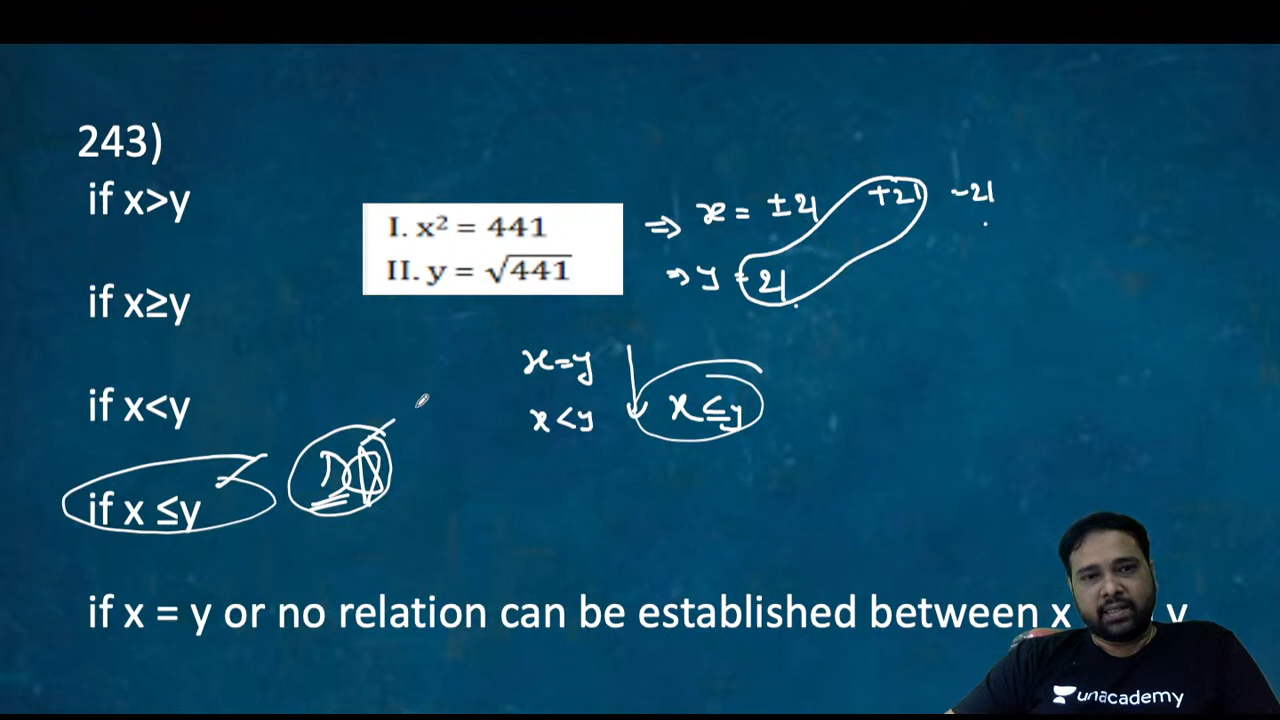 243)
if x>y
I. x² = 441
II. y = √441
⇒ x = ±21 +21 -21
⇒ y = 21
if x≥y
x=y
x<y
x≤y
if x<y
if x ≤y
if x = y or no relation can be established between x y
unacademy